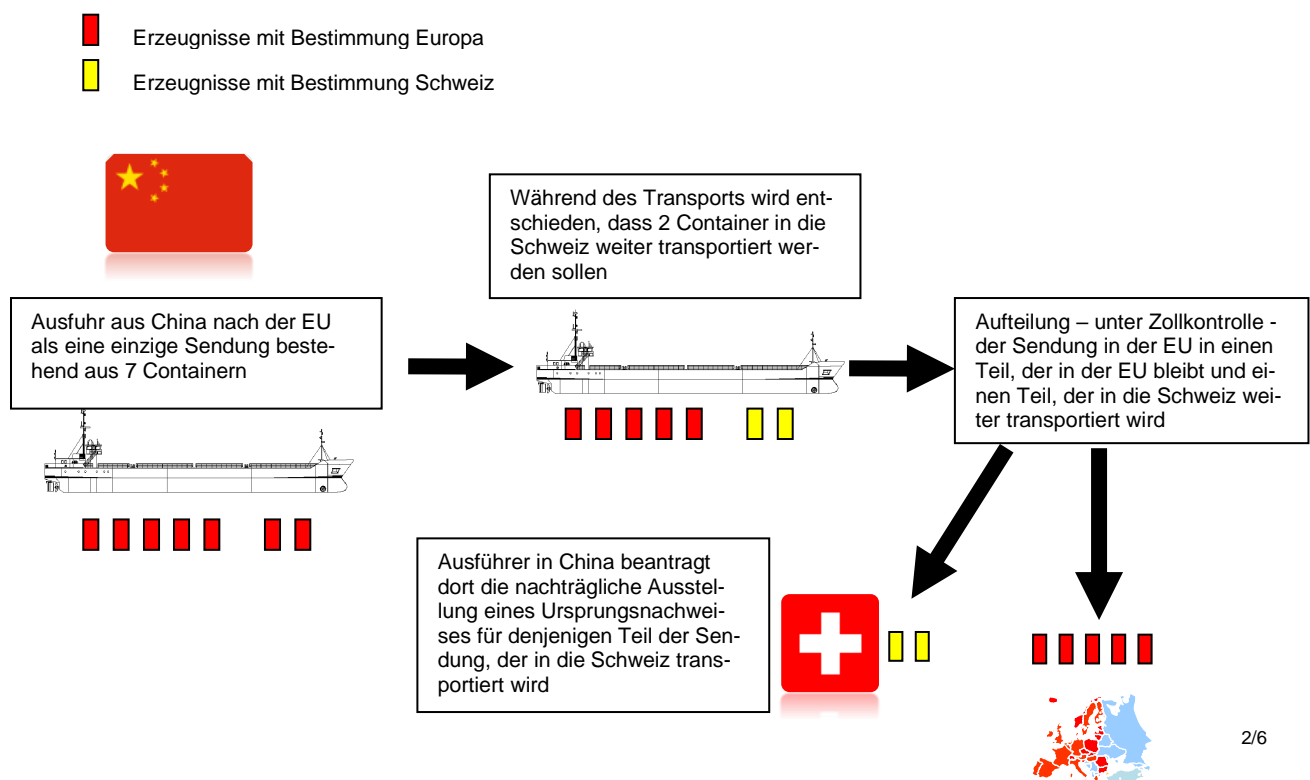 Erzeugnisse mit Bestimmung Europa
Erzeugnisse mit Bestimmung Schweiz
Während des Transports wird ent-
schieden, dass 2 Container in die
Schweiz weiter transportiert wer-
den sollen
Ausfuhr aus China nach der EU
als eine einzige Sendung beste-
hend aus 7 Containern
Aufteilung – unter Zollkontrolle -
der Sendung in der EU in einen
Teil, der in der EU bleibt und ei-
nen Teil, der in die Schweiz wei-
ter transportiert wird
Ausführer in China beantragt
dort die nachträgliche Ausstel-
lung eines Ursprungsnachwei-
ses für denjenigen Teil der Sen-
dung, der in die Schweiz trans-
portiert wird
2/6